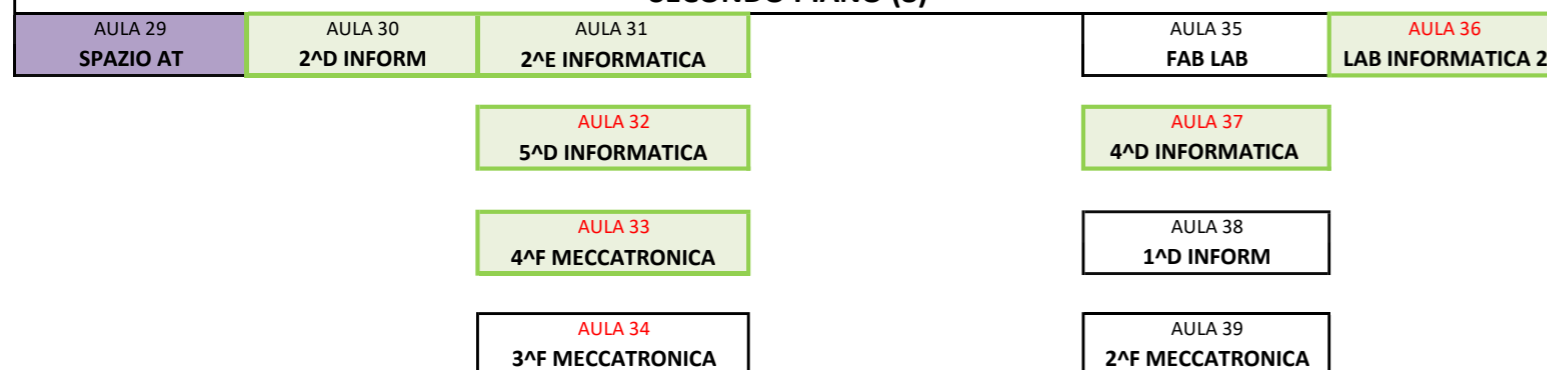 SECONDO PIANO (S)
AULA 29 AULA 30 AULA 31 AULA 35 AULA 36
SPAZIO AT 2^D INFORM 2^E INFORMATICA FAB LAB LAB INFORMATICA 2
AULA 32 AULA 37
5^D INFORMATICA 4^D INFORMATICA
AULA 33 AULA 38
4^F MECCATRONICA 1^D INFORM
AULA 34 AULA 39
3^F MECCATRONICA 2^F MECCATRONICA